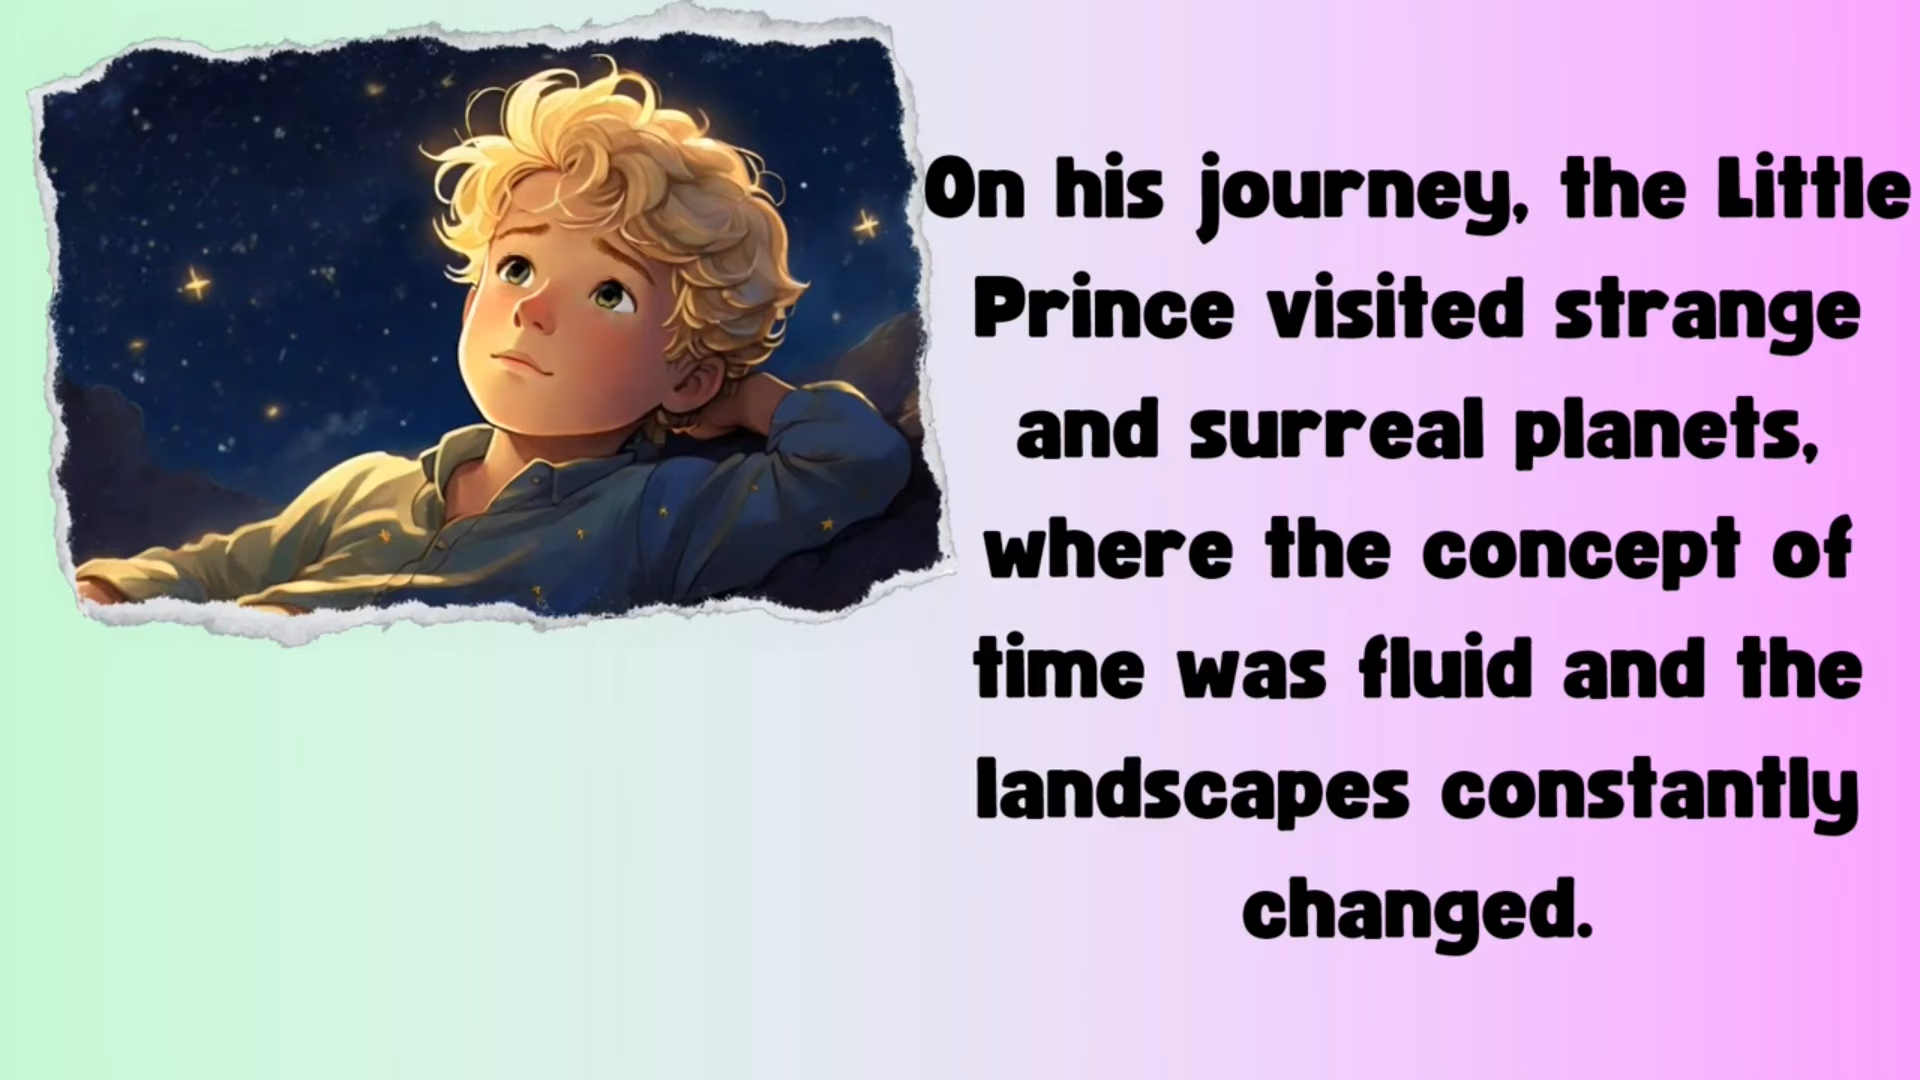 On his journey, the Little
Prince visited strange
and surreal planets,
where the concept of
time was fluid and the
landscapes constantly
changed.